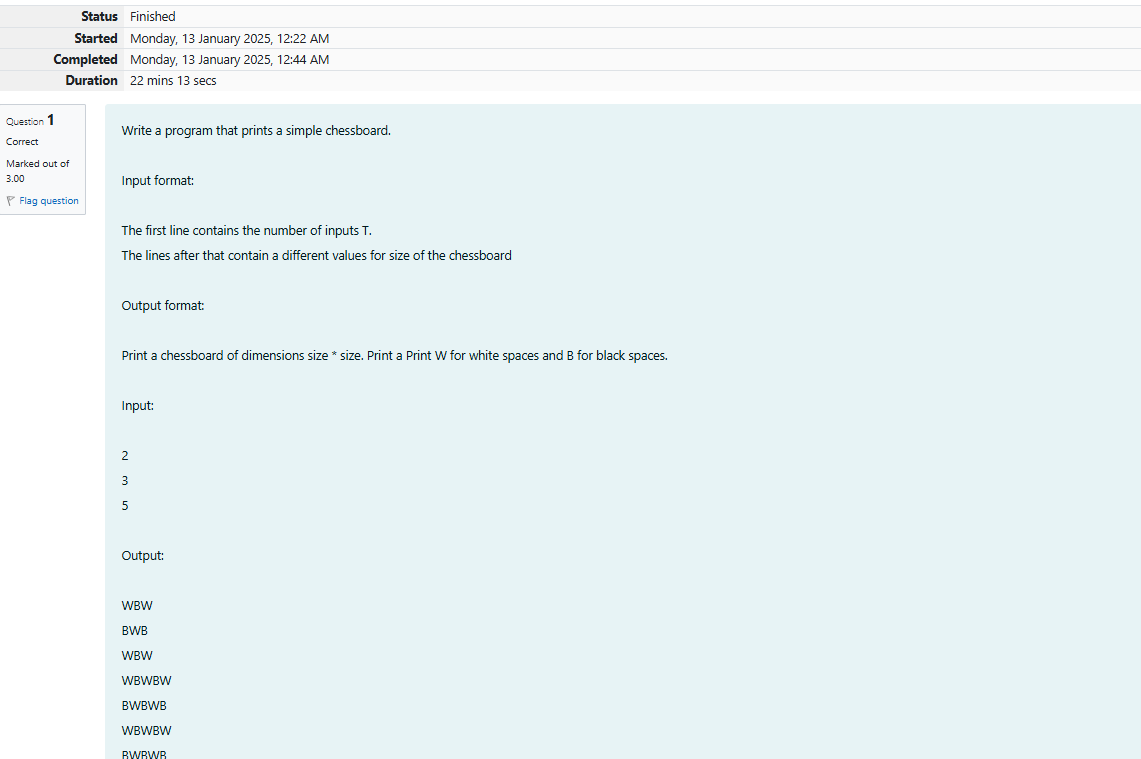 Status Finished
Started Monday, 13 January 2025, 12:22 AM
Completed Monday, 13 January 2025, 12:44 AM
Duration 22 mins 13 secs
Question 1
Correct
Marked out of
3.00
Flag question
Write a program that prints a simple chessboard.
Input format:
The first line contains the number of inputs T.
The lines after that contain a different values for size of the chessboard
Output format:
Print a chessboard of dimensions size * size. Print a Print W for white spaces and B for black spaces.
Input:
2
3
5
Output:
WBW
BWB
WBW
WBWBW
BWBWB
WBWBW
BWBWB